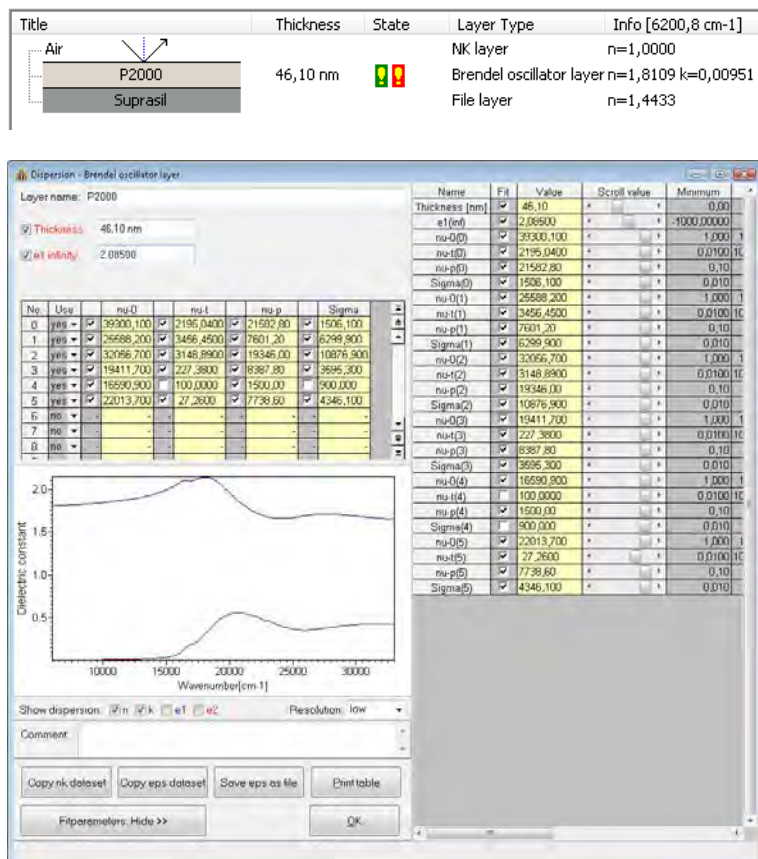 Title Thickness State Layer Type Info [6200,8 cm-1]
Air NK layer n=1,0000
P2000 46,10 nm Brendel oscillator layer n=1,8109 k=0,00951
Suprasil File layer n=1,4433
Dispersion - Brendel oscillator layer
Layer name: P2000
Thickness 46.10 nm
e1 infinity 2.08500
No. Use nu-0 nu-t nu-p Sigma
0 yes 39300,100 2195,0400 21582,80 1506,100
1 yes 25588,200 3456,4500 7601,20 6299,900
2 yes 32056,700 3148,8900 19346,00 10876,900
3 yes 19411,700 227,3800 8387,80 3595,300
4 yes 16590,900 100,0000 1500,00 900,000
5 yes 22013,700 27,2600 7738,60 4346,100
6 no - - - -
7 no - - - -
8 no - - - -
Dielectric constant
2.0
1.5
1.0
0.5
10000 15000 20000 25000 30000
Wavenumber[cm-1]
Show dispersion: n k e1 e2 Resolution: low
Comment:
Copy nk dataset Copy eps dataset Save eps as file Print table
Fitparameters: Hide >> OK
Name Fit Value Scroll value Minimum
Thickness [nm] 46,10 0,00
e1(inf) 2,08500 -1000,00000
nu-0(0) 39300,100 1,000 1
nu-t(0) 2195,0400 0,0100 10
nu-p(0) 21582,80 0,10
Sigma(0) 1506,100 0,010
nu-0(1) 25588,200 1,000 1
nu-t(1) 3456,4500 0,0100 10
nu-p(1) 7601,20 0,10
Sigma(1) 6299,900 0,010
nu-0(2) 32056,700 1,000 1
nu-t(2) 3148,8900 0,0100 10
nu-p(2) 19346,00 0,10
Sigma(2) 10876,900 0,010
nu-0(3) 19411,700 1,000 1
nu-t(3) 227,3800 0,0100 10
nu-p(3) 8387,80 0,10
Sigma(3) 3595,300 0,010
nu-0(4) 16590,900 1,000 1
nu-t(4) 100,0000 0,0100 10
nu-p(4) 1500,00 0,10
Sigma(4) 900,000 0,010
nu-0(5) 22013,700 1,000 1
nu-t(5) 27,2600 0,0100 10
nu-p(5) 7738,60 0,10
Sigma(5) 4346,100 0,010